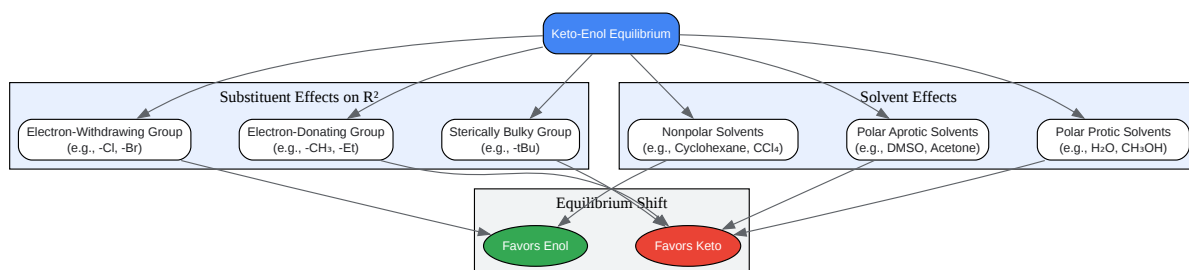 Keto-Enol Equilibrium
Substituent Effects on R²
Solvent Effects
Electron-Withdrawing Group
(e.g., -Cl, -Br)
Electron-Donating Group
(e.g., -CH₃, -Et)
Sterically Bulky Group
(e.g., -tBu)
Nonpolar Solvents
(e.g., Cyclohexane, CCl₄)
Polar Aprotic Solvents
(e.g., DMSO, Acetone)
Polar Protic Solvents
(e.g., H₂O, CH₃OH)
Equilibrium Shift
Favors Enol
Favors Keto